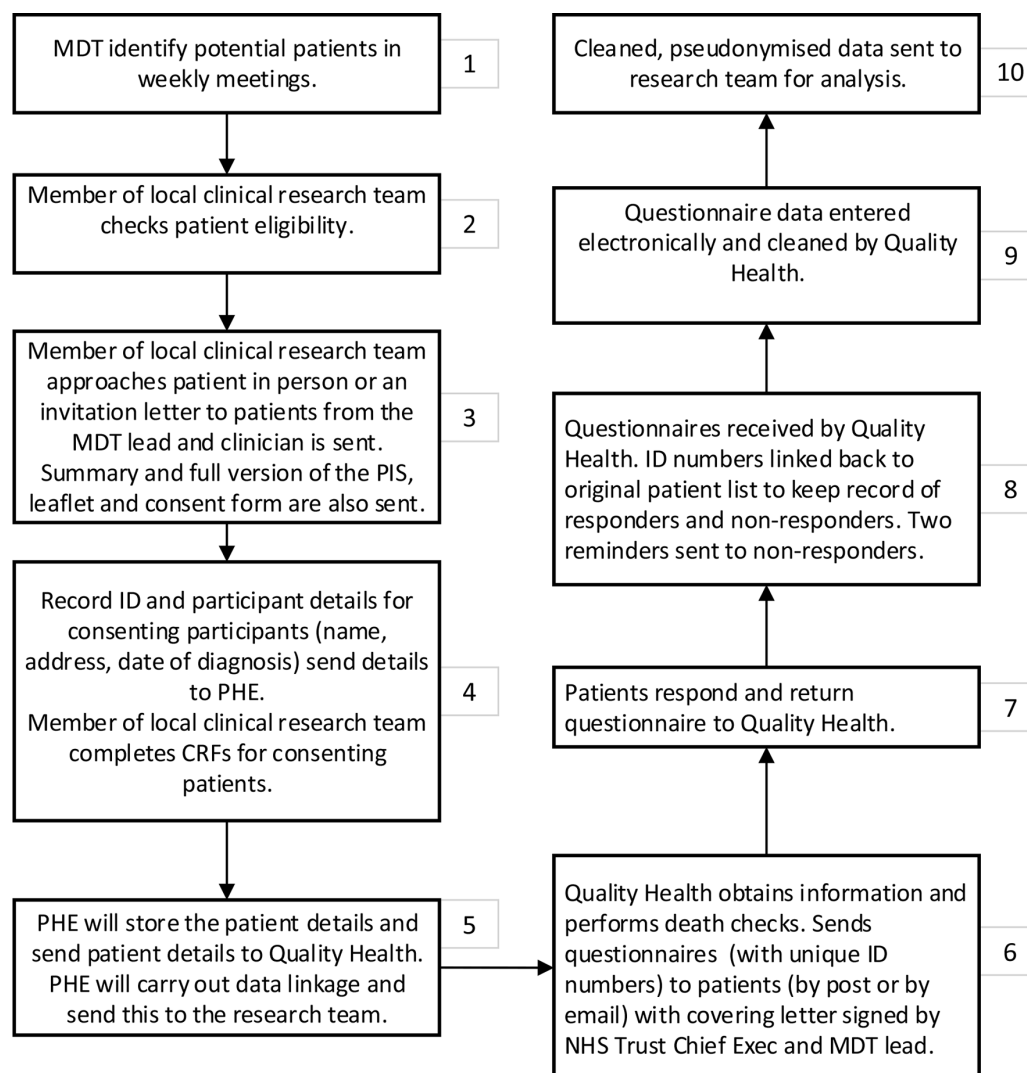 MDT identify potential patients in
weekly meetings.
1
Member of local clinical research team
checks patient eligibility.
2
Member of local clinical research team
approaches patient in person or an
invitation letter to patients from the
MDT lead and clinician is sent.
Summary and full version of the PIS,
leaflet and consent form are also sent.
3
Record ID and participant details for
consenting participants (name,
address, date of diagnosis) send details
to PHE.
Member of local clinical research team
completes CRFs for consenting
patients.
4
PHE will store the patient details and
send patient details to Quality Health.
PHE will carry out data linkage and
send this to the research team.
5
Quality Health obtains information and
performs death checks. Sends
questionnaires (with unique ID
numbers) to patients (by post or by
email) with covering letter signed by
NHS Trust Chief Exec and MDT lead.
6
Patients respond and return
questionnaire to Quality Health.
7
Questionnaires received by Quality
Health. ID numbers linked back to
original patient list to keep record of
responders and non-responders. Two
reminders sent to non-responders.
8
Questionnaire data entered
electronically and cleaned by Quality
Health.
9
Cleaned, pseudonymised data sent to
research team for analysis.
10